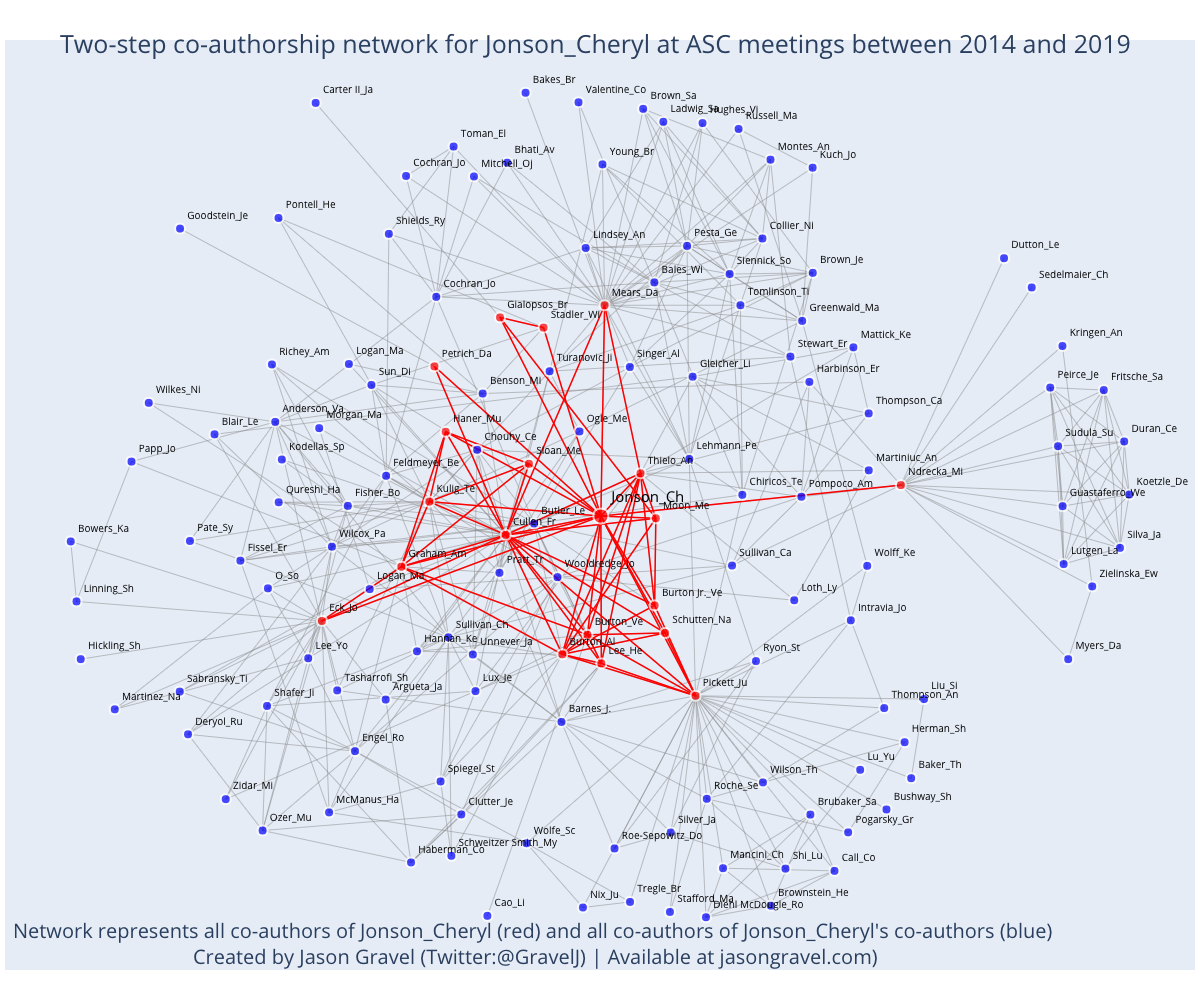 Two-step co-authorship network for Jonson_Cheryl at ASC meetings between 2014 and 2019
Bakes_Br
Carter II_Ja
Valentine_Co
Brown_Sa
Ladwig_Sa
Hughes_Vi
Russell_Ma
Toman_El
Bhati_Av
Young_Br
Montes_An
Kuch_Jo
Cochran_Jo
Mitchell_Oj
Pontell_He
Goodstein_Je
Shields_Ry
Lindsey_An
Pesta_Ge
Collier_Ni
Dutton_Le
Bales_Wi
Siennick_So
Brown_Je
Sedelmaier_Ch
Cochran_Jo
Gialopsos_Br
Mears_Da
Tomlinson_Ti
Stadler_Wi
Greenwald_Ma
Kringen_An
Richey_Am
Logan_Ma
Petrich_Da
Turanovic_Ji
Singer_Al
Stewart_Er
Mattick_Ke
Sun_Di
Gleicher_Li
Harbinson_Er
Peirce_Je
Fritsche_Sa
Wilkes_Ni
Benson_Mi
Thompson_Ca
Anderson_Va
Blair_Le
Morgan_Ma
Haner_Mu
Ogle_Me
Duran_Ce
Papp_Jo
Kodellas_Sp
Chouhy_Ce
Sloan_Me
Lehmann_Pe
Sudula_Su
Feldmeyer_Be
Thielo_An
Martiniuc_An
Ndrecka_Mi
Qureshi_Ha
Fisher_Bo
Kulig_Te
Jonson_Ch
Chiricos_Te
Pompoco_Am
Guastaferro_We
Koetzle_De
Moon_Me
Butler_Le
Cullen_Fr
Bowers_Ka
Pate_Sy
Wilcox_Pa
Silva_Ja
Fissel_Er
Graham_Am
Pratt_Tr
Wooldredge_Jo
Sullivan_Ca
Wolff_Ke
Lutgen_La
O_So
Logan_Ma
Zielinska_Ew
Linning_Sh
Burton Jr._Ve
Loth_Ly
Eck_Jo
Intravia_Jo
Sullivan_Ch
Burton_Ve
Schutten_Na
Hickling_Sh
Lee_Yo
Hannan_Ke
Unnever_Ja
Burton_Al
Lee_He
Ryon_St
Myers_Da
Sabransky_Ti
Tasharrofi_Sh
Argueta_Ja
Lux_Je
Pickett_Ju
Martinez_Na
Shafer_Ji
Barnes_J.
Thompson_An
Liu_Si
Deryol_Ru
Engel_Ro
Herman_Sh
Spiegel_St
Wilson_Th
Lu_Yu
Baker_Th
Zidar_Mi
McManus_Ha
Clutter_Je
Roche_Se
Brubaker_Sa
Bushway_Sh
Ozer_Mu
Silver_Ja
Pogarsky_Gr
Haberman_Co
Schweitzer Smith_My
Wolfe_Sc
Roe-Sepowitz_Do
Mancini_Ch
Shi_Lu
Call_Co
Cao_Li
Nix_Ju
Tregle_Br
Stafford_Ma
Diehl McDougle_Ro
Brownstein_He
Network represents all co-authors of Jonson_Cheryl (red) and all co-authors of Jonson_Cheryl's co-authors (blue)
Created by Jason Gravel (Twitter:@GravelJ) | Available at jasongravel.com)